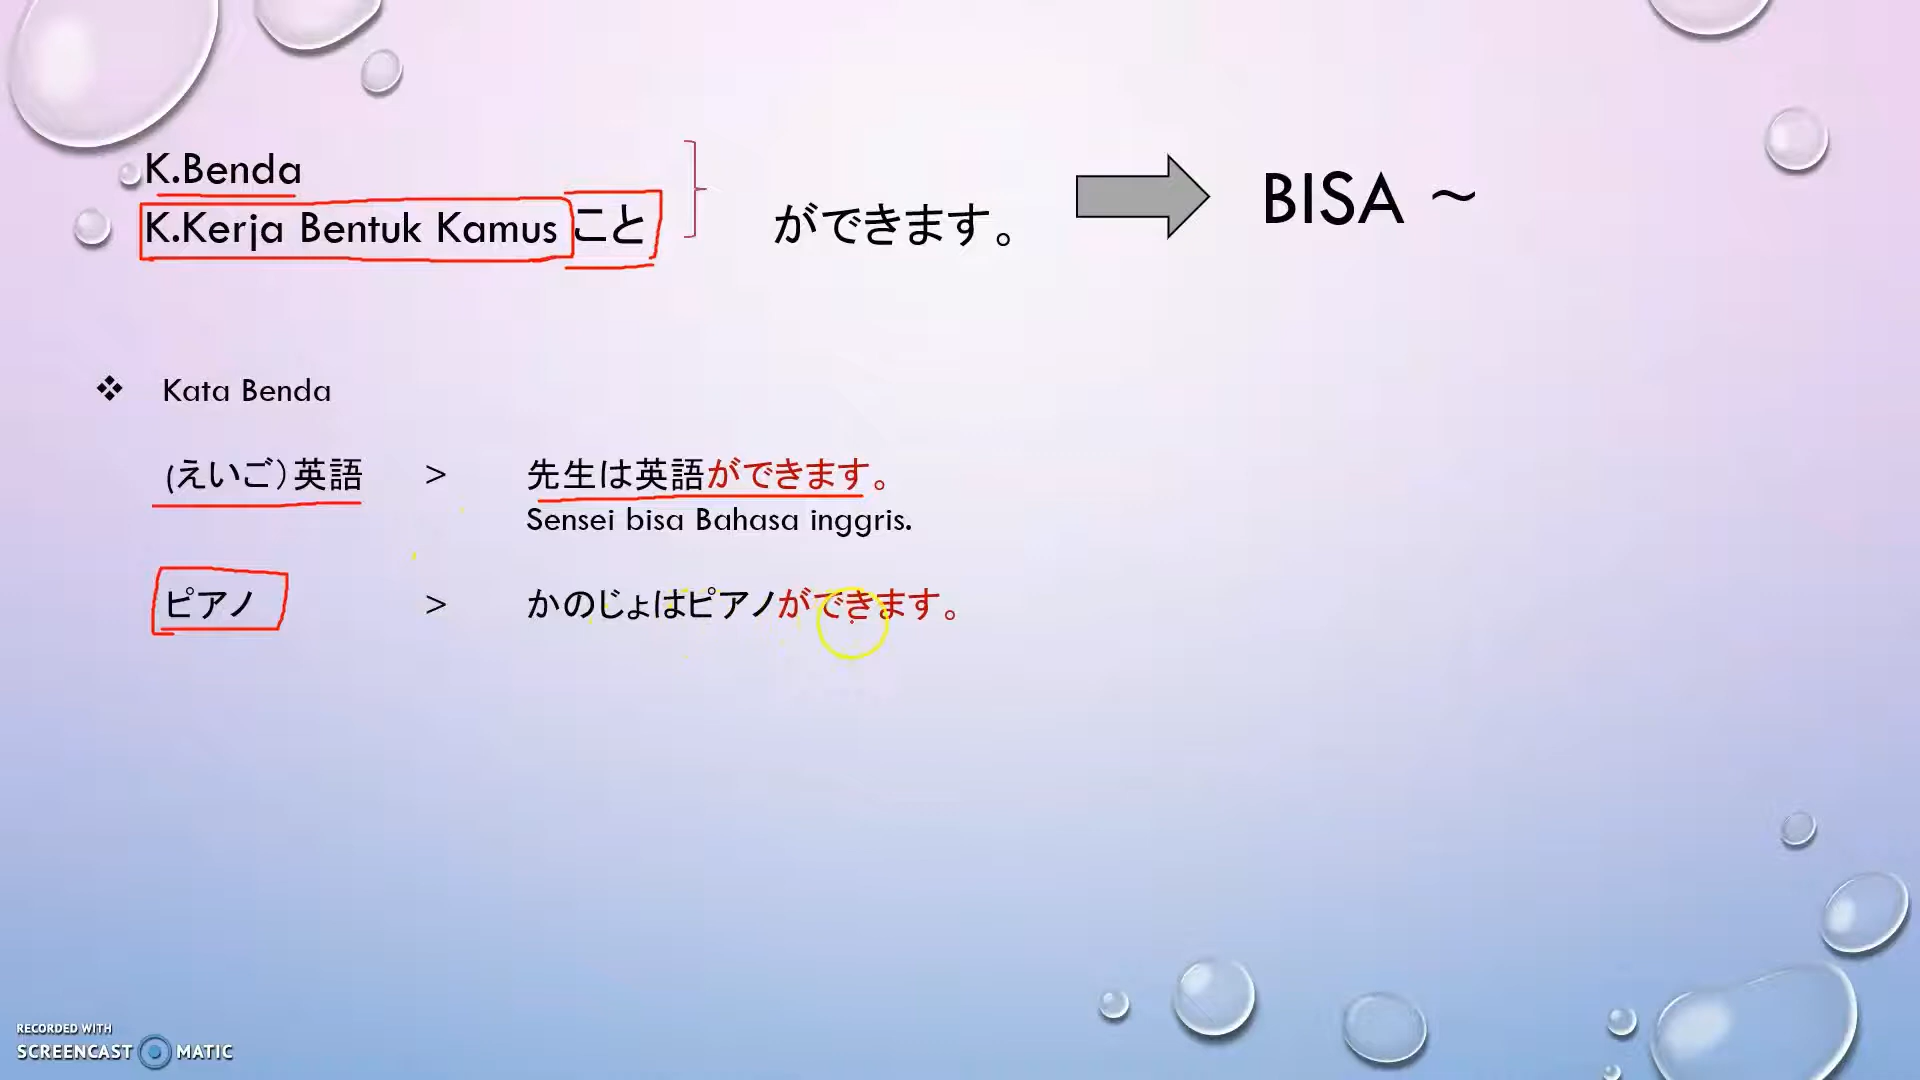 K.Benda
K.Kerja Bentuk Kamus こと
ができます。
BISA ~
Kata Benda
(えいご）英語 > 先生は英語ができます。
Sensei bisa Bahasa inggris.
ピアノ > かのじょはピアノができます。
RECORDED WITH
SCREENCAST MATIC